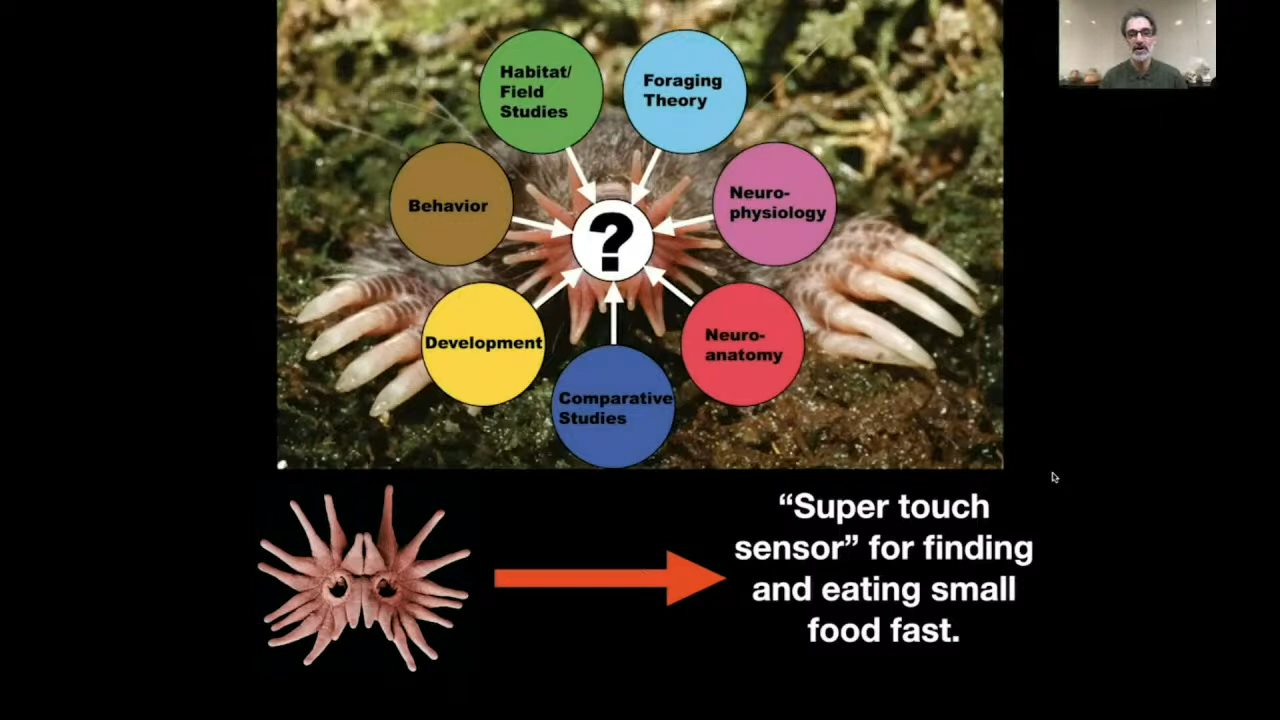 Habitat/
Field
Studies
Foraging
Theory
Behavior
Neuro-
physiology
?
Development
Neuro-
anatomy
Comparative
Studies
“Super touch
sensor” for finding
and eating small
food fast.